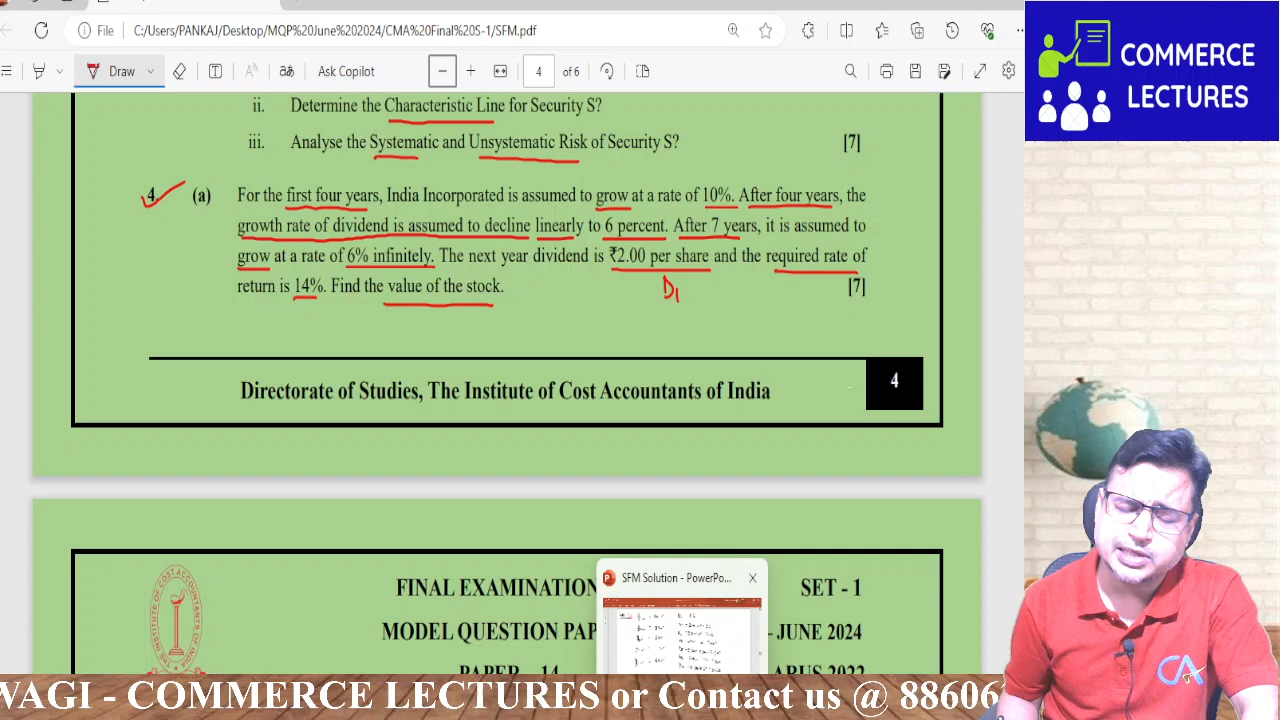 File
C:/Users/PANKAJ/Desktop/MQP%20June%202024/CMA%20Final%20S-1/SFM.pdf
Draw
Ask Copilot
4
of 6
COMMERCE
LECTURES
ii. Determine the Characteristic Line for Security S?
iii. Analyse the Systematic and Unsystematic Risk of Security S? [7]
4. (a) For the first four years, India Incorporated is assumed to grow at a rate of 10%. After four years, the
growth rate of dividend is assumed to decline linearly to 6 percent. After 7 years, it is assumed to
grow at a rate of 6% infinitely. The next year dividend is ₹2.00 per share and the required rate of
return is 14%. Find the value of the stock. [7]
D1
Directorate of Studies, The Institute of Cost Accountants of India
4
SFM Solution - PowerPo...
FINAL EXAMINATION
SET - 1
MODEL QUESTION PAP
- JUNE 2024
PAPER – 14
ABUS 2022
CA
WAGI - COMMERCE LECTURES or Contact us @ 88606